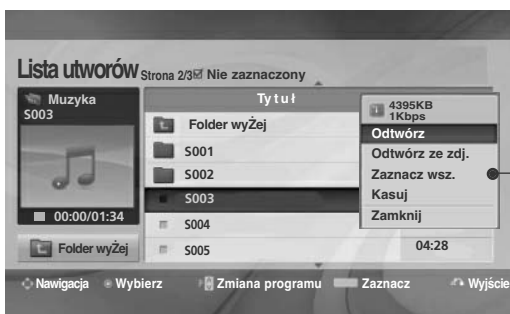 Lista utworów Strona 2/3 Nie zaznaczony
Muzyka
S003
00:00/01:34
Folder wyŻej
Tytuł
Folder wyŻej
S001
S002
S003
S004
S005
04:28
4395KB
1Kbps
Odtwórz
Odtwórz ze zdj.
Zaznacz wsz.
Kasuj
Zamknij
Nawigacja Wybierz Zmiana programu Zaznacz Wyjście